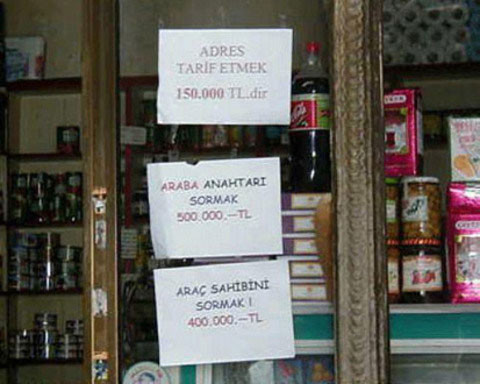 ADRES
TARİF ETMEK
150.000 TL.dir
ARABA ANAHTARI
SORMAK
500.000.--TL
ARAÇ SAHİBİNİ
SORMAK !
400.000.--TL